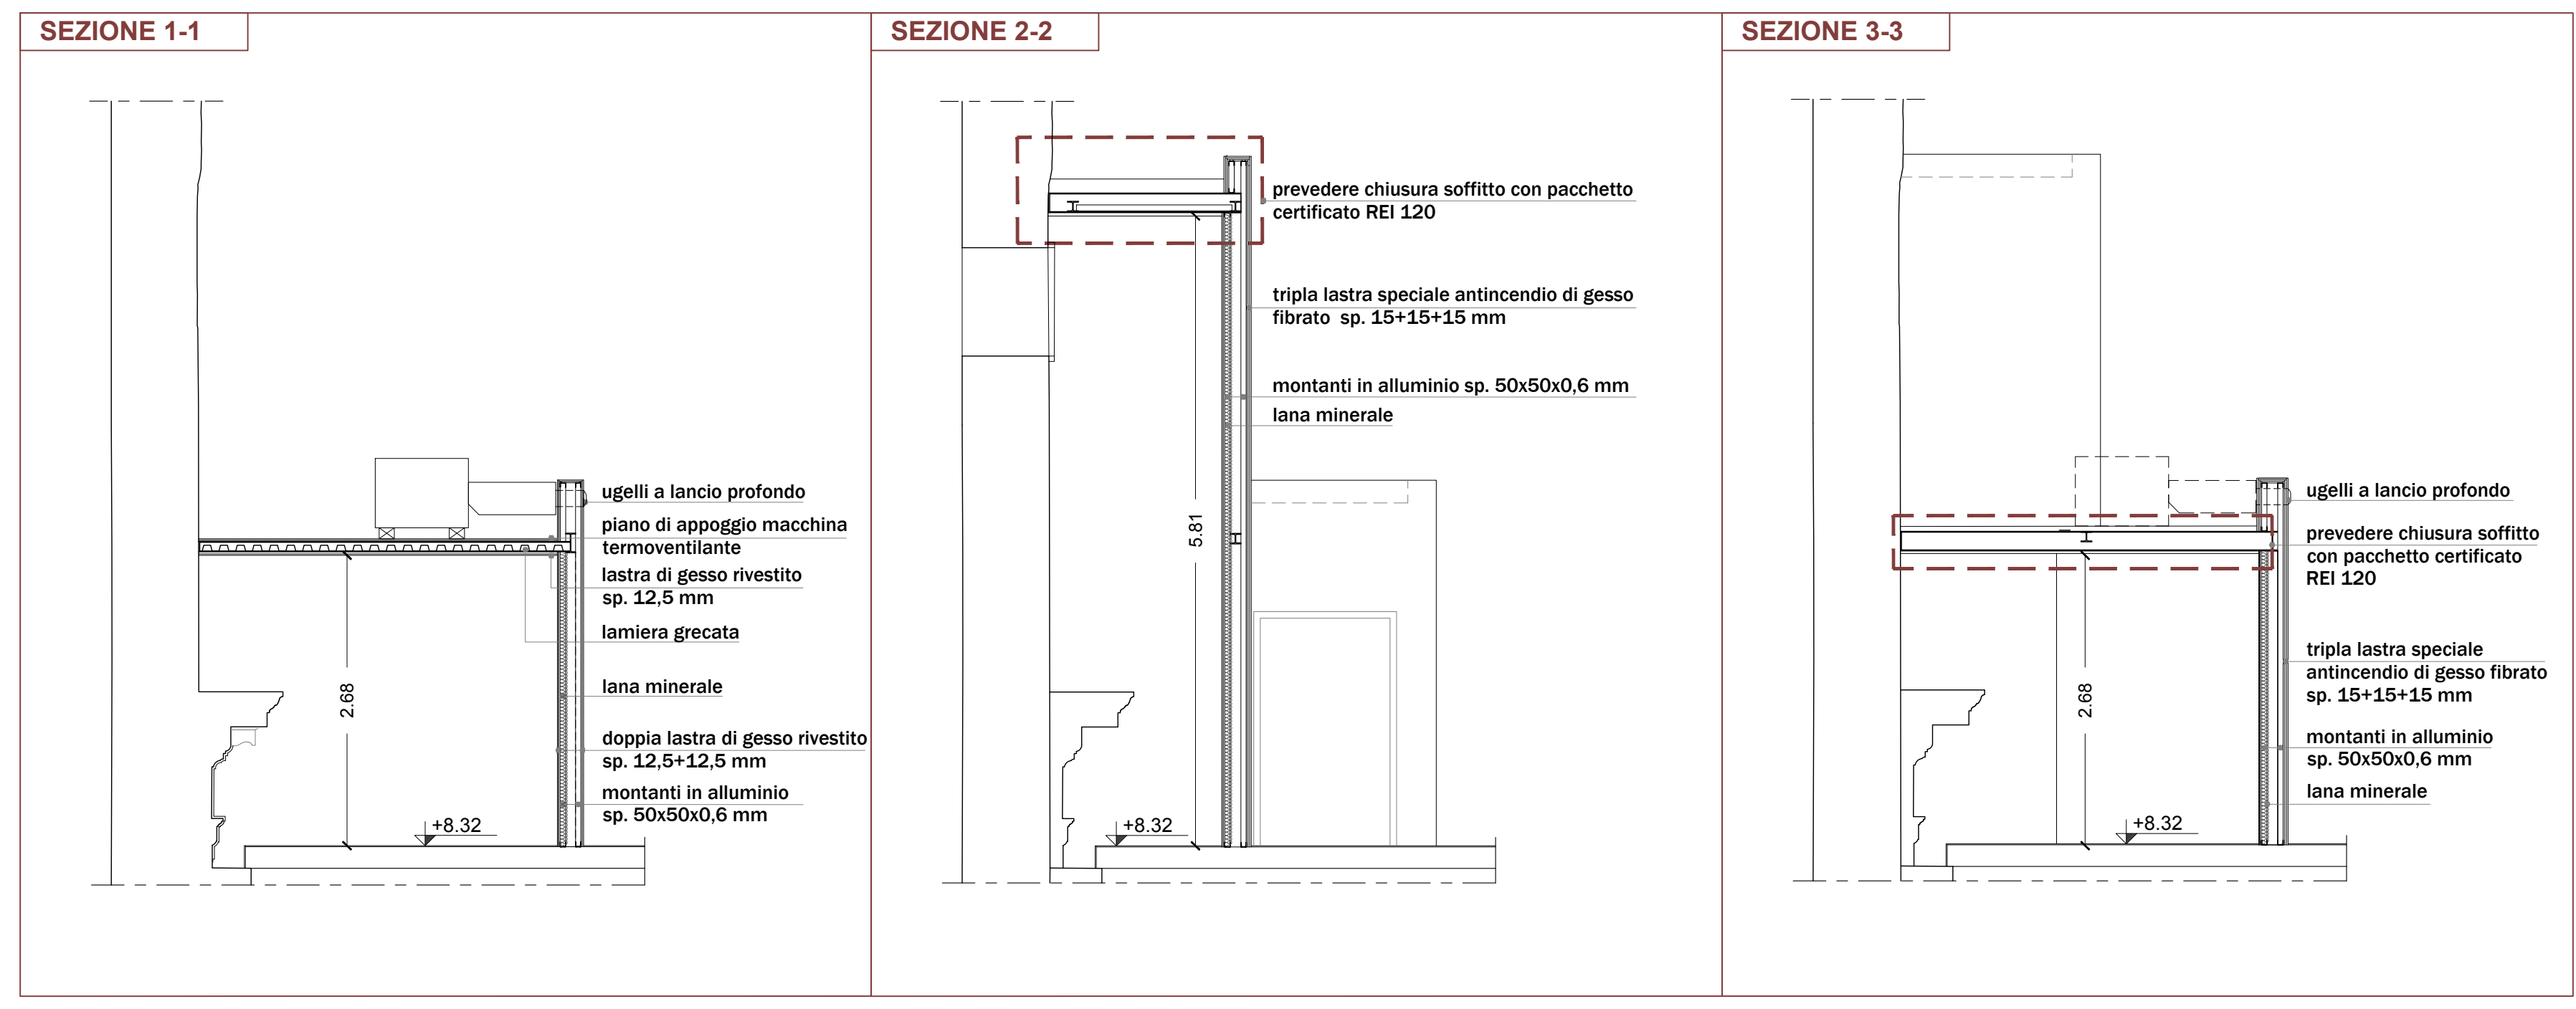 SEZIONE 1-1
ugelli a lancio profondo
piano di appoggio macchina
termoventilante
lastra di gesso rivestito
sp. 12,5 mm
lamiera grecata
lana minerale
doppia lastra di gesso rivestito
sp. 12,5+12,5 mm
montanti in alluminio
sp. 50x50x0,6 mm
2.68
+8.32
SEZIONE 2-2
prevedere chiusura soffitto con pacchetto
certificato REI 120
tripla lastra speciale antincendio di gesso
fibrato sp. 15+15+15 mm
montanti in alluminio sp. 50x50x0,6 mm
lana minerale
5.81
+8.32
SEZIONE 3-3
ugelli a lancio profondo
prevedere chiusura soffitto
con pacchetto certificato
REI 120
tripla lastra speciale
antincendio di gesso fibrato
sp. 15+15+15 mm
montanti in alluminio
sp. 50x50x0,6 mm
lana minerale
2.68
+8.32